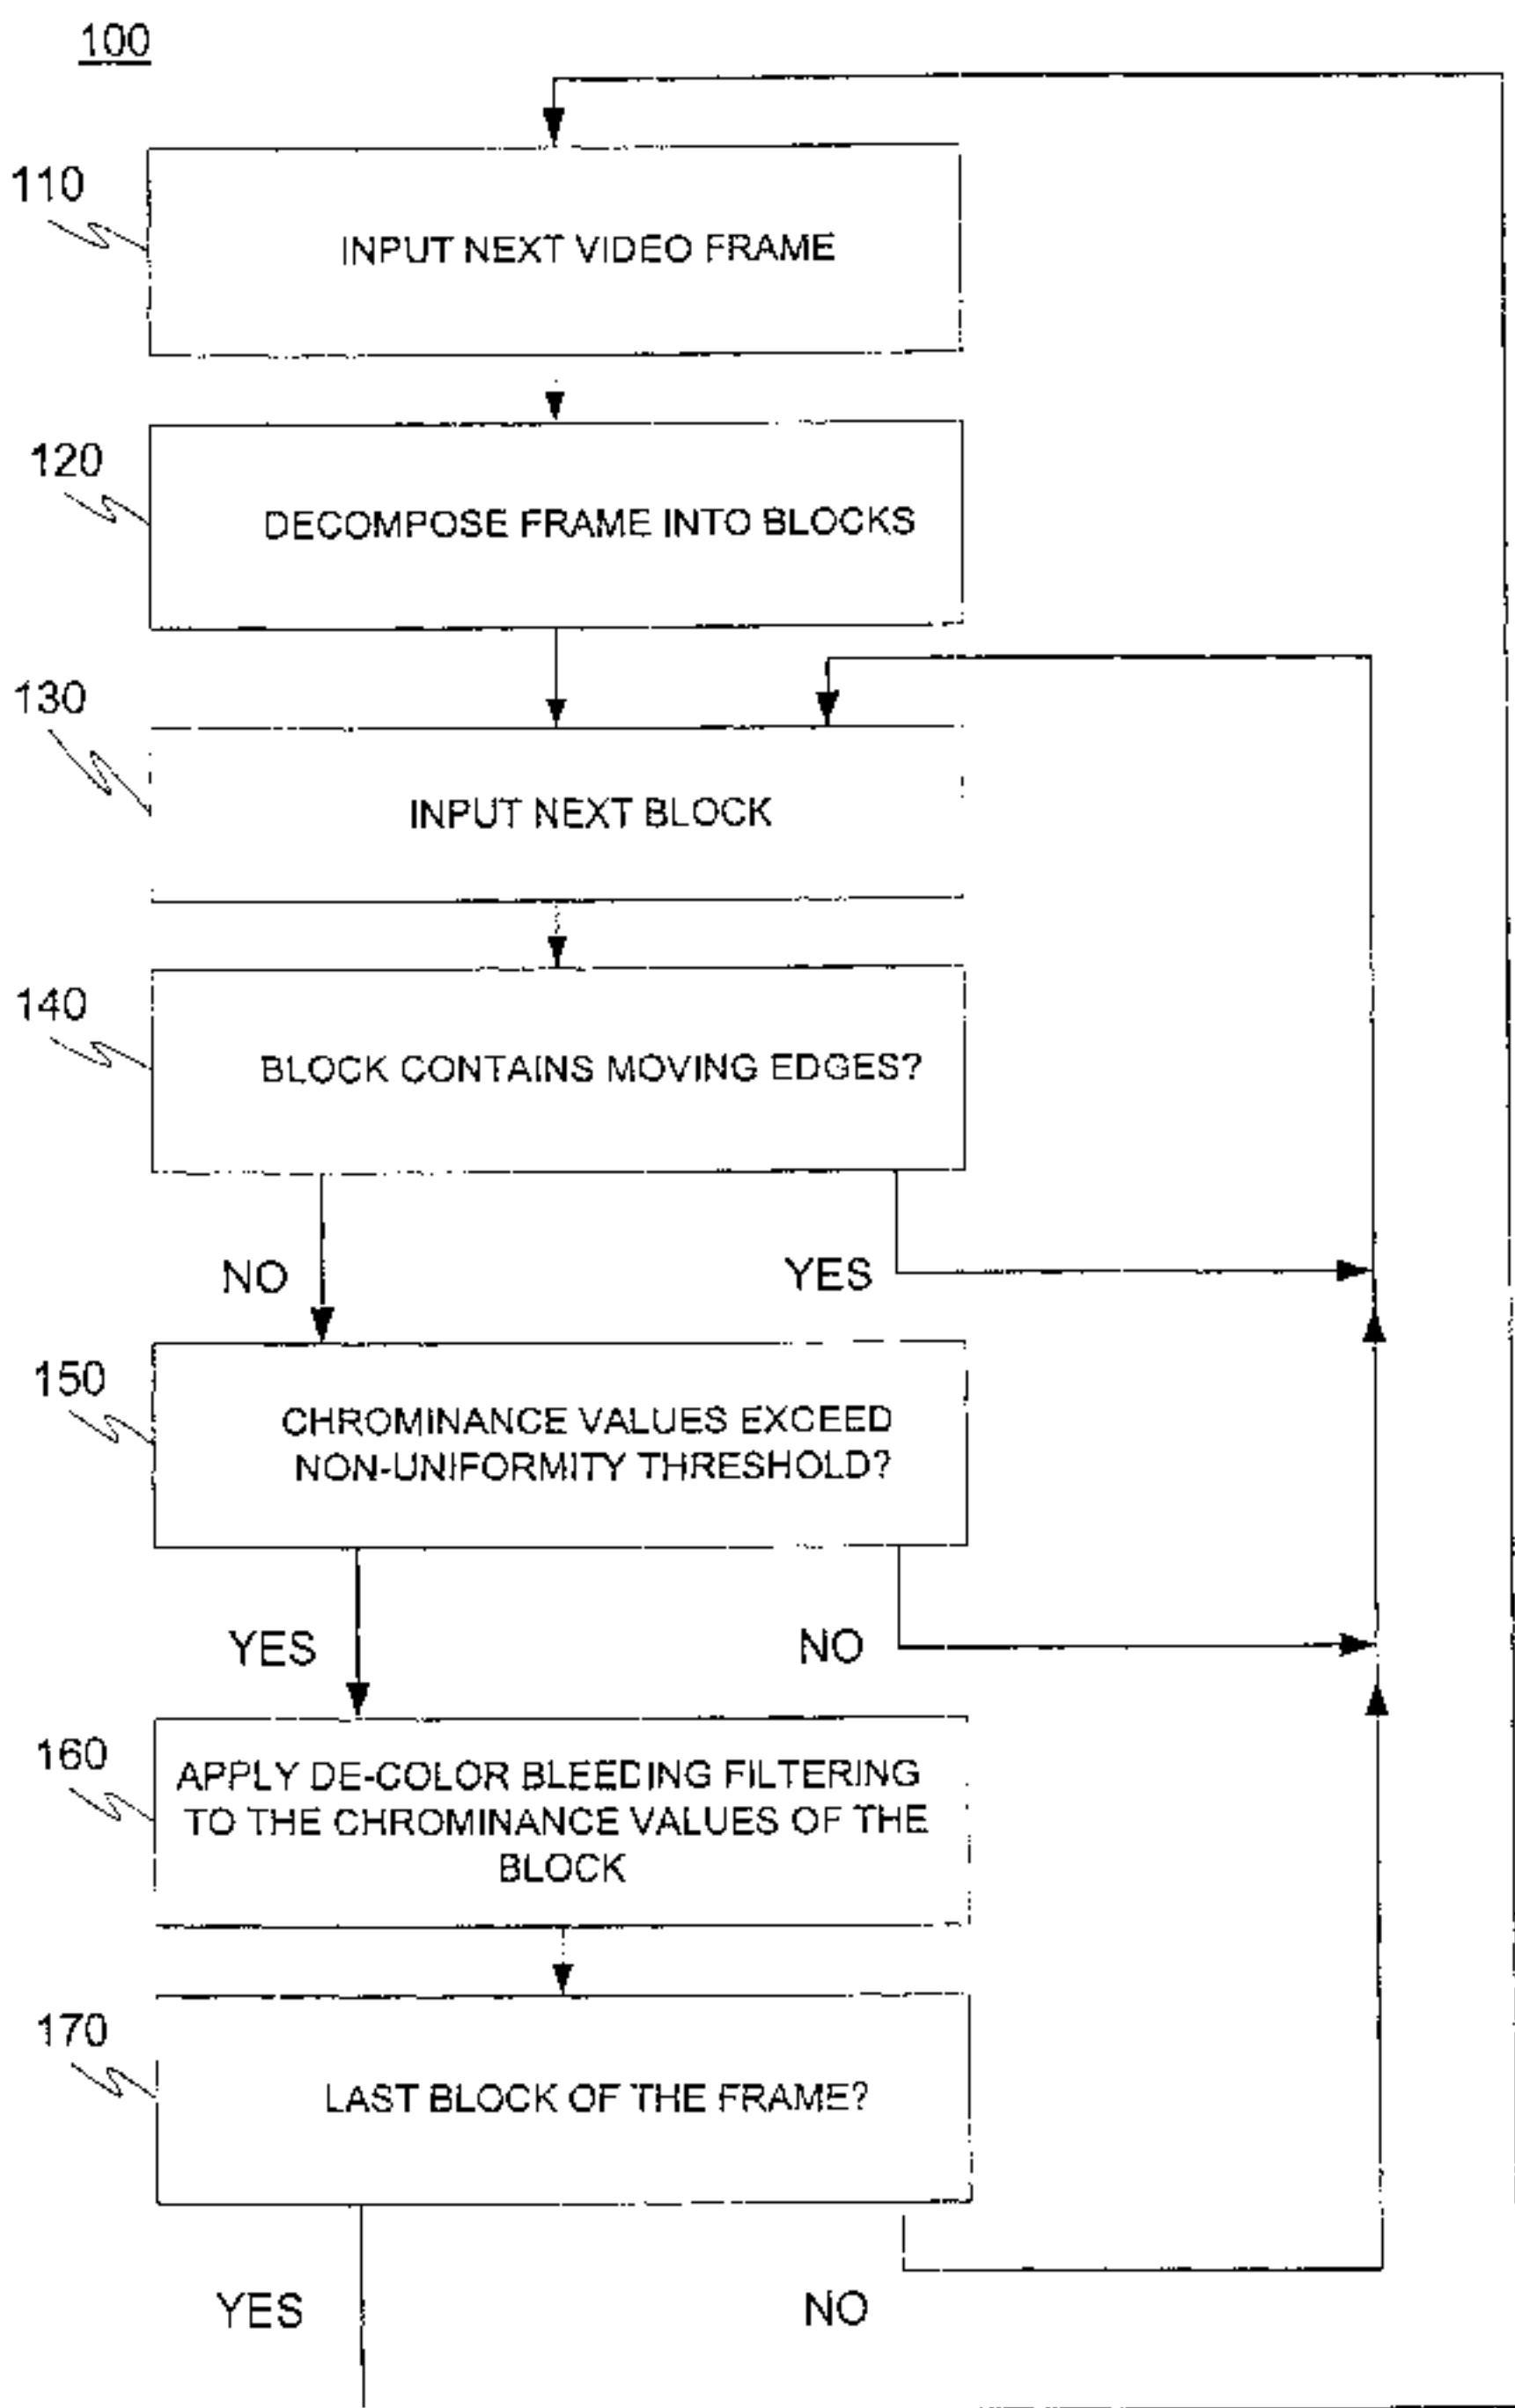 100
110
INPUT NEXT VIDEO FRAME
120
DECOMPOSE FRAME INTO BLOCKS
130
INPUT NEXT BLOCK
140
BLOCK CONTAINS MOVING EDGES?
NO
YES
150
CHROMINANCE VALUES EXCEED
NON-UNIFORMITY THRESHOLD?
YES
NO
160
APPLY DE-COLOR BLEEDING FILTERING
TO THE CHROMINANCE VALUES OF THE
BLOCK
170
LAST BLOCK OF THE FRAME?
YES
NO